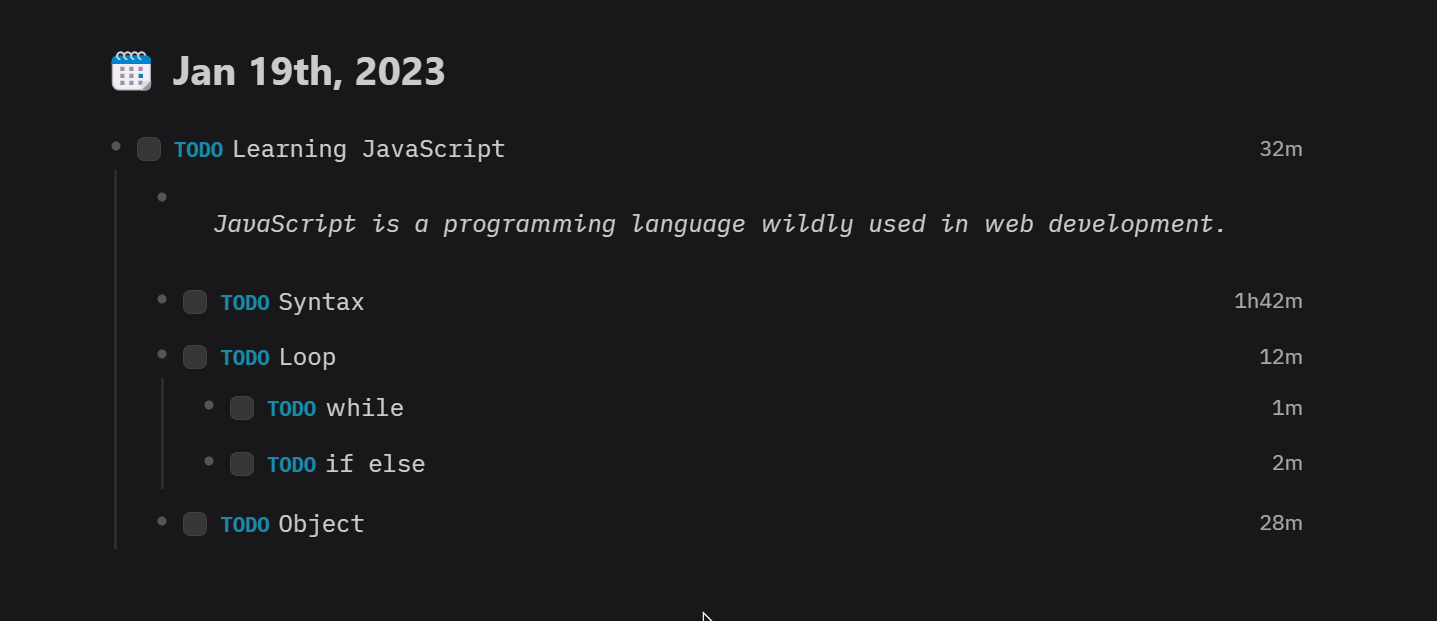 Jan 19th, 2023
TODO Learning JavaScript 32m
JavaScript is a programming language wildly used in web development.
TODO Syntax 1h42m
TODO Loop 12m
TODO while 1m
TODO if else 2m
TODO Object 28m